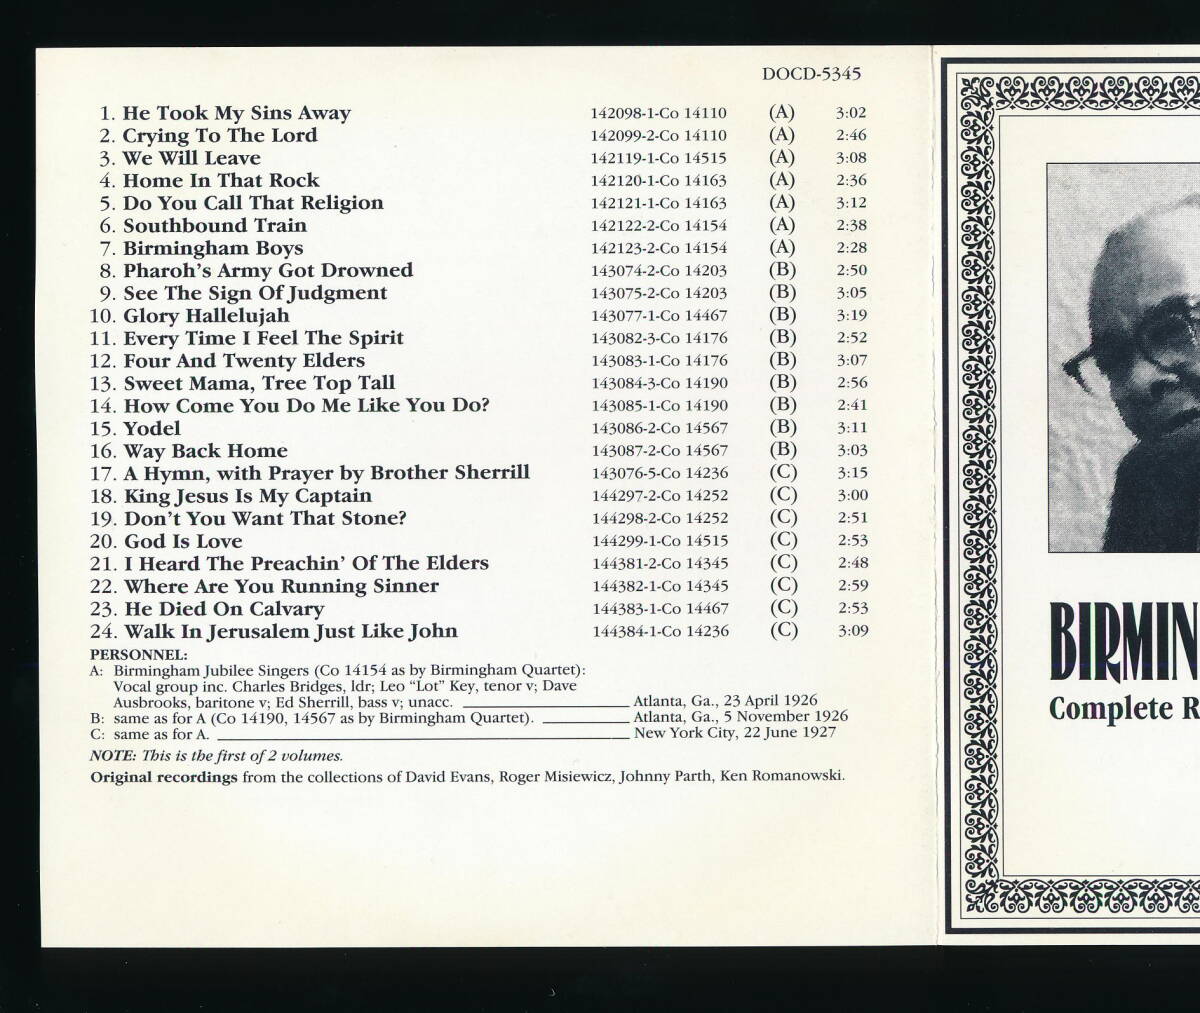 DOCD-5345
1. He Took My Sins Away 142098-1-Co 14110 (A) 3:02
2. Crying To The Lord 142099-2-Co 14110 (A) 2:46
3. We Will Leave 142119-1-Co 14515 (A) 3:08
4. Home In That Rock 142120-1-Co 14163 (A) 2:36
5. Do You Call That Religion 142121-1-Co 14163 (A) 3:12
6. Southbound Train 142122-2-Co 14154 (A) 2:38
7. Birmingham Boys 142123-2-Co 14154 (A) 2:28
8. Pharoh's Army Got Drowned 143074-2-Co 14203 (B) 2:50
9. See The Sign Of Judgment 143075-2-Co 14203 (B) 3:05
10. Glory Hallelujah 143077-1-Co 14467 (B) 3:19
11. Every Time I Feel The Spirit 143082-3-Co 14176 (B) 2:52
12. Four And Twenty Elders 143083-1-Co 14176 (B) 3:07
13. Sweet Mama, Tree Top Tall 143084-3-Co 14190 (B) 2:56
14. How Come You Do Me Like You Do? 143085-1-Co 14190 (B) 2:41
15. Yodel 143086-2-Co 14567 (B) 3:11
16. Way Back Home 143087-2-Co 14567 (B) 3:03
17. A Hymn, with Prayer by Brother Sherrill 143076-5-Co 14236 (C) 3:15
18. King Jesus Is My Captain 144297-2-Co 14252 (C) 3:00
19. Don't You Want That Stone? 144298-2-Co 14252 (C) 2:51
20. God Is Love 144299-1-Co 14515 (C) 2:53
21. I Heard The Preachin' Of The Elders 144381-2-Co 14345 (C) 2:48
22. Where Are You Running Sinner 144382-1-Co 14345 (C) 2:59
23. He Died On Calvary 144383-1-Co 14467 (C) 2:53
24. Walk In Jerusalem Just Like John 144384-1-Co 14236 (C) 3:09
PERSONNEL:
A: Birmingham Jubilee Singers (Co 14154 as by Birmingham Quartet):
Vocal group inc. Charles Bridges, ldr; Leo "Lot" Key, tenor v; Dave
Ausbrooks, baritone v; Ed Sherrill, bass v; unacc. Atlanta, Ga., 23 April 1926
B: same as for A (Co 14190, 14567 as by Birmingham Quartet). Atlanta, Ga., 5 November 1926
C: same as for A. New York City, 22 June 1927
NOTE: This is the first of 2 volumes.
Original recordings from the collections of David Evans, Roger Misiewicz, Johnny Parth, Ken Romanowski.
BIRMIN
Complete R